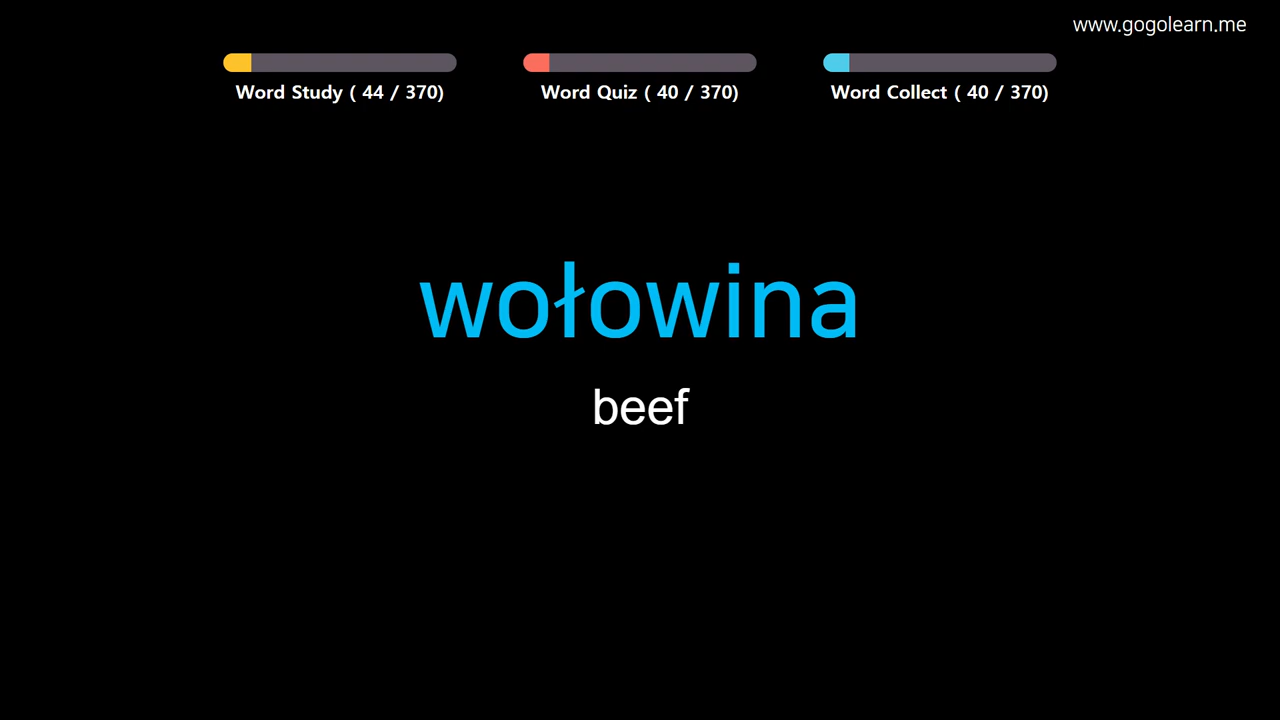 www.gogolearn.me
Word Study ( 44 / 370)
Word Quiz ( 40 / 370)
Word Collect ( 40 / 370)
wołowina
beef